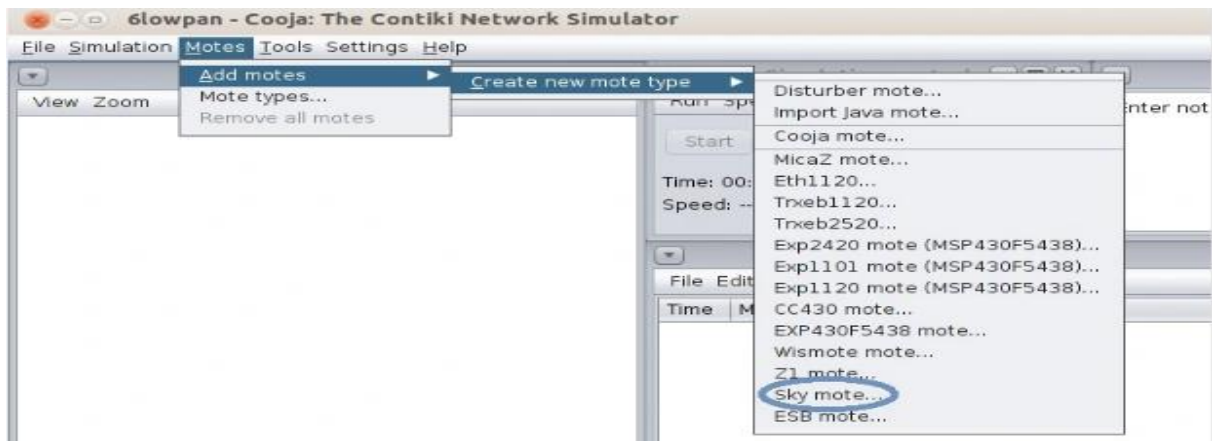 6lowpan - Cooja: The Contiki Network Simulator
File Simulation Motes Tools Settings Help
View Zoom
Add motes
Mote types...
Remove all motes
Create new mote type
Disturber mote...
Import Java mote...
Cooja mote...
MicaZ mote...
Eth1120...
Trxeb1120...
Trxeb2520...
Exp2420 mote (MSP430F5438)...
Exp1101 mote (MSP430F5438)...
Exp1120 mote (MSP430F5438)...
CC430 mote...
EXP430F5438 mote...
Wismote mote...
Z1 mote...
Sky mote...
ESB mote...
Run
Start
Time: 00:
Speed: --
Enter not
File Edit
Time M